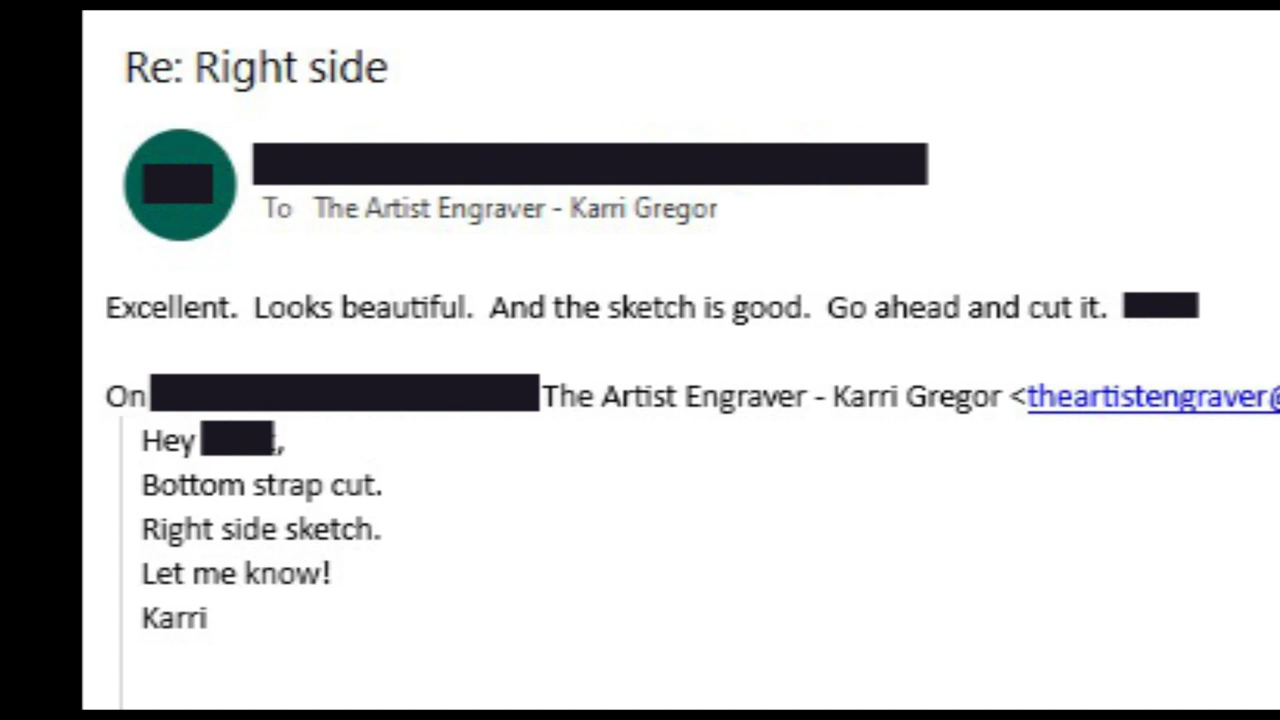 Re: Right side
To The Artist Engraver - Karri Gregor
Excellent. Looks beautiful. And the sketch is good. Go ahead and cut it.
On The Artist Engraver - Karri Gregor <theartistengraver@
Hey ,
Bottom strap cut.
Right side sketch.
Let me know!
Karri